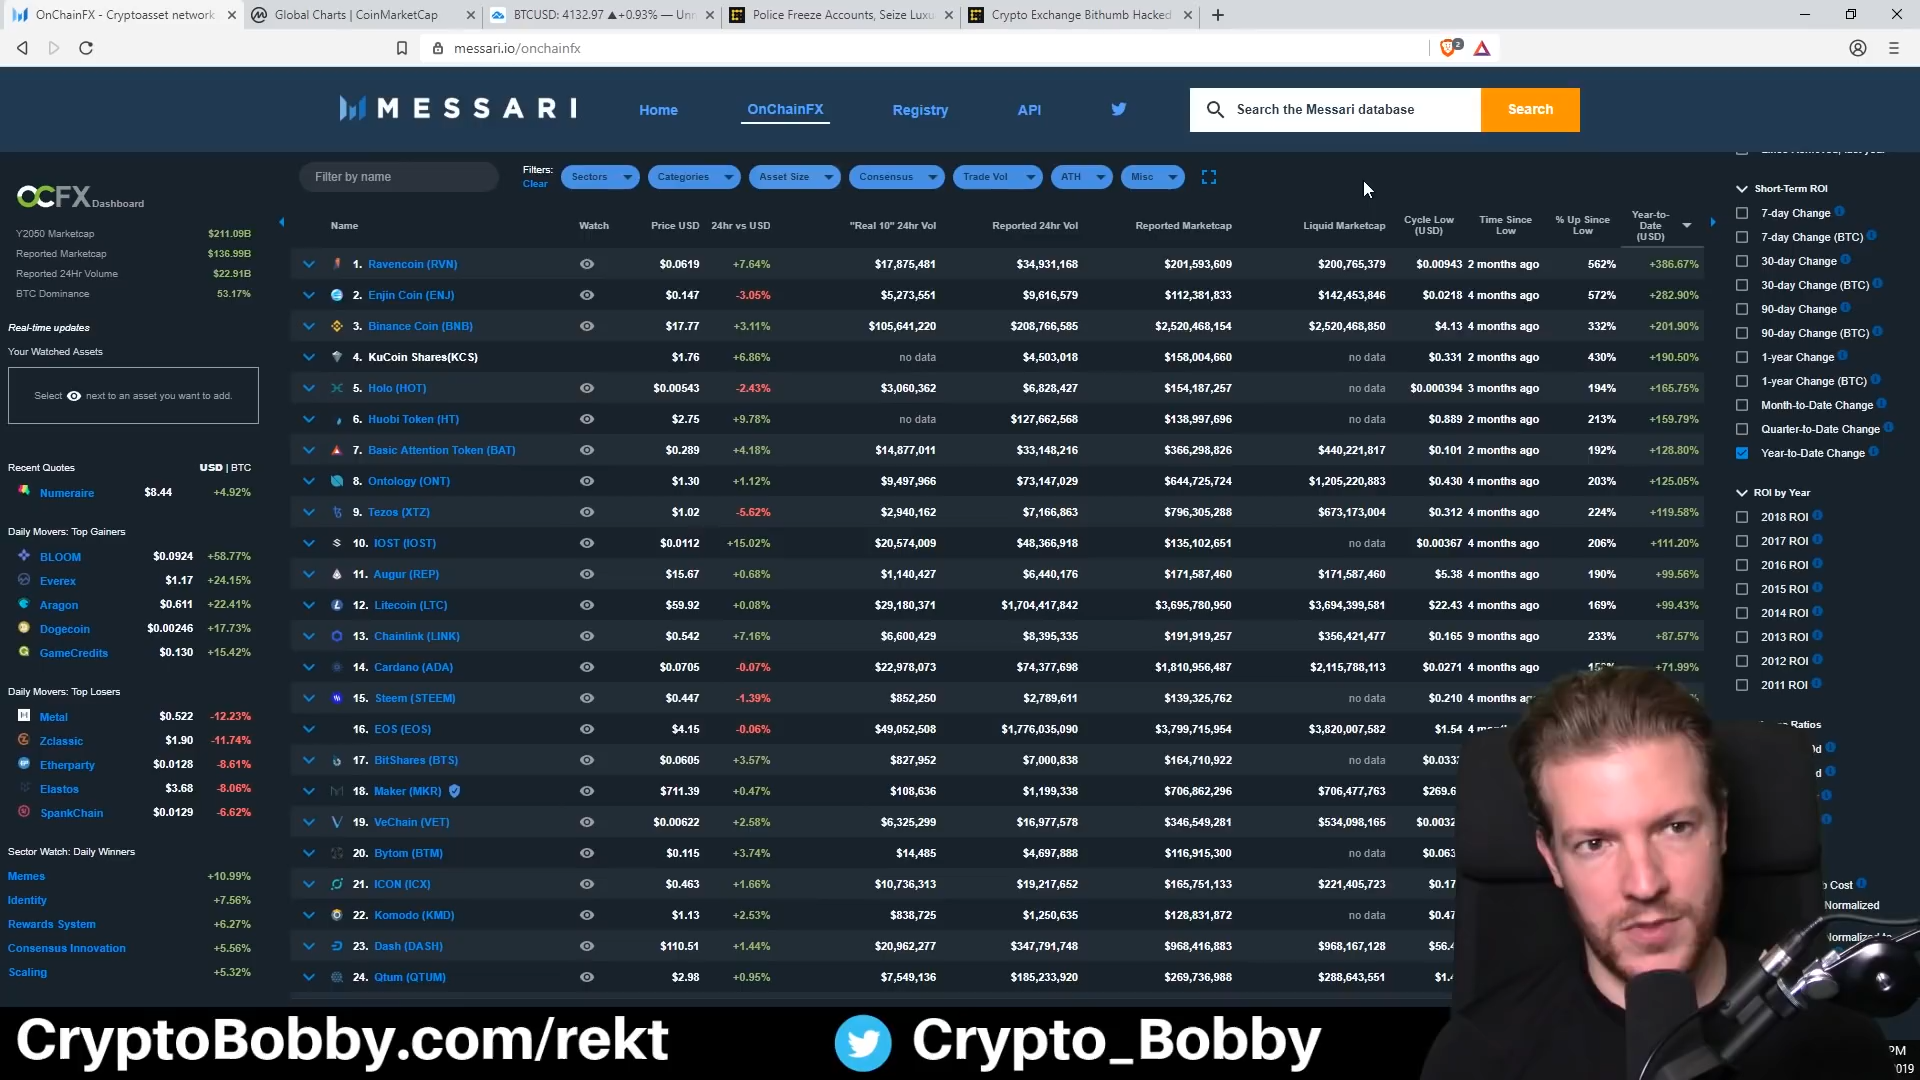 OnChainFX - Cryptoasset network
Global Charts | CoinMarketCap
BTCUSD: 4132.97 ▲+0.93% — Unn
Police Freeze Accounts, Seize Luxu
Crypto Exchange Bithumb Hacked
messari.io/onchainfx
2
MESSARI
Home
OnChainFX
Registry
API
Search the Messari database
Search
Filter by name
Filters:
Clear
Sectors
Categories
Asset Size
Consensus
Trade Vol
ATH
Misc
OCFX Dashboard
Y2050 Marketcap $211.09B
Reported Marketcap $136.99B
Reported 24Hr Volume $22.91B
BTC Dominance 53.17%
Real-time updates
Your Watched Assets
Select next to an asset you want to add.
Recent Quotes USD | BTC
Numeraire $8.44 +4.92%
Daily Movers: Top Gainers
BLOOM $0.0924 +58.77%
Everex $1.17 +24.15%
Aragon $0.611 +22.41%
Dogecoin $0.00246 +17.73%
GameCredits $0.130 +15.42%
Daily Movers: Top Losers
Metal $0.522 -12.23%
Zclassic $1.90 -11.74%
Etherparty $0.0128 -8.61%
Elastos $3.68 -8.06%
SpankChain $0.0129 -6.62%
Sector Watch: Daily Winners
Memes +10.99%
Identity +7.56%
Rewards System +6.27%
Consensus Innovation +5.56%
Scaling +5.32%
Name Watch Price USD 24hr vs USD "Real 10" 24hr Vol Reported 24hr Vol Reported Marketcap Liquid Marketcap Cycle Low (USD) Time Since Low % Up Since Low Year-to-Date (USD)
1. Ravencoin (RVN) $0.0619 +7.64% $17,875,481 $34,931,168 $201,593,609 $200,765,379 $0.00943 2 months ago 562% +386.67%
2. Enjin Coin (ENJ) $0.147 -3.05% $5,273,551 $9,616,579 $112,381,833 $142,453,846 $0.0218 4 months ago 572% +282.90%
3. Binance Coin (BNB) $17.77 +3.11% $105,641,220 $208,766,585 $2,520,468,154 $2,520,468,850 $4.13 4 months ago 332% +201.90%
4. KuCoin Shares(KCS) $1.76 +6.86% no data $4,503,018 $158,004,660 no data $0.331 2 months ago 430% +190.50%
5. Holo (HOT) $0.00543 -2.43% $3,060,362 $6,828,427 $154,187,257 no data $0.000394 3 months ago 194% +165.75%
6. Huobi Token (HT) $2.75 +9.78% no data $127,662,568 $138,997,696 no data $0.889 2 months ago 213% +159.79%
7. Basic Attention Token (BAT) $0.289 +4.18% $14,877,011 $33,148,216 $366,298,826 $440,221,817 $0.101 2 months ago 192% +128.80%
8. Ontology (ONT) $1.30 +1.12% $9,497,966 $73,147,029 $644,725,724 $1,205,220,883 $0.430 4 months ago 203% +125.05%
9. Tezos (XTZ) $1.02 -5.62% $2,940,162 $7,166,863 $796,305,288 $673,173,004 $0.312 4 months ago 224% +119.58%
10. IOST (IOST) $0.0112 +15.02% $20,574,009 $48,366,918 $135,102,651 no data $0.00367 4 months ago 206% +111.20%
11. Augur (REP) $15.67 +0.68% $1,140,427 $6,440,176 $171,587,460 $171,587,460 $5.38 4 months ago 190% +99.56%
12. Litecoin (LTC) $59.92 +0.08% $29,180,371 $1,704,417,842 $3,695,780,950 $3,694,399,581 $22.43 4 months ago 169% +99.43%
13. Chainlink (LINK) $0.542 +7.16% $6,600,429 $8,395,335 $191,919,257 $356,421,477 $0.165 9 months ago 233% +87.57%
14. Cardano (ADA) $0.0705 -0.07% $22,978,073 $74,377,698 $1,810,956,487 $2,115,788,113 $0.0271 4 months ago +71.99%
15. Steem (STEEM) $0.447 -1.39% $852,250 $2,789,611 $139,325,762 no data $0.210 4 months ag
16. EOS (EOS) $4.15 -0.06% $49,052,508 $1,776,035,090 $3,799,715,954 $3,820,007,582 $1.54 4 m
17. BitShares (BTS) $0.0605 +3.57% $827,952 $7,000,838 $164,710,922 no data $0.033
18. Maker (MKR) $711.39 +0.47% $108,636 $1,199,338 $706,862,296 $706,477,763 $269.6
19. VeChain (VET) $0.00622 +2.58% $6,325,299 $16,977,578 $346,549,281 $534,098,165 $0.0032
20. Bytom (BTM) $0.115 +3.74% $14,485 $4,697,888 $116,915,300 no data $0.063
21. ICON (ICX) $0.463 +1.66% $10,736,313 $19,217,652 $165,751,133 $221,405,723 $0.17
22. Komodo (KMD) $1.13 +2.53% $838,725 $1,250,635 $128,831,872 no data $0.47
23. Dash (DASH) $110.51 +1.44% $20,962,277 $347,791,748 $968,416,883 $968,167,128 $56.4
24. Qtum (QTUM) $2.98 +0.95% $7,549,136 $185,233,920 $269,736,988 $288,643,551 $1.4
Short-Term ROI
7-day Change
7-day Change (BTC)
30-day Change
30-day Change (BTC)
90-day Change
90-day Change (BTC)
1-year Change
1-year Change (BTC)
Month-to-Date Change
Quarter-to-Date Change
Year-to-Date Change
ROI by Year
2018 ROI
2017 ROI
2016 ROI
2015 ROI
2014 ROI
2013 ROI
2012 ROI
2011 ROI
Ratios
Cost
Normalized
Normalized to
CryptoBobby.com/rekt
Crypto_Bobby
PM
019